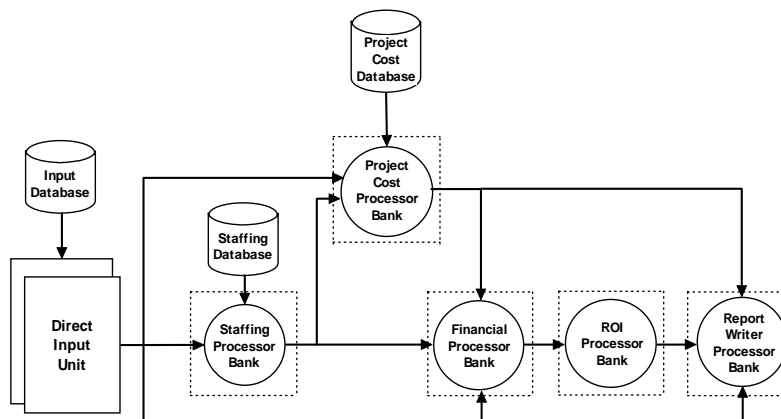 Project
Cost
Database
Input
Database
Project
Cost
Processor
Bank
Staffing
Database
Direct
Input
Unit
Staffing
Processor
Bank
Financial
Processor
Bank
ROI
Processor
Bank
Report
Writer
Processor
Bank